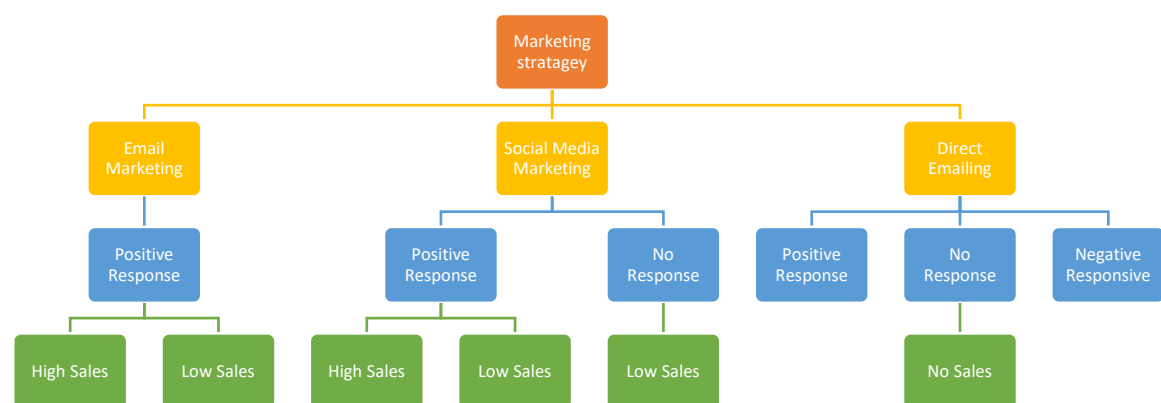 Marketing
stratagey
Email
Marketing
Social Media
Marketing
Direct
Emailing
Positive
Response
Positive
Response
No
Response
Positive
Response
No
Response
Negative
Responsive
High Sales
Low Sales
High Sales
Low Sales
Low Sales
No Sales